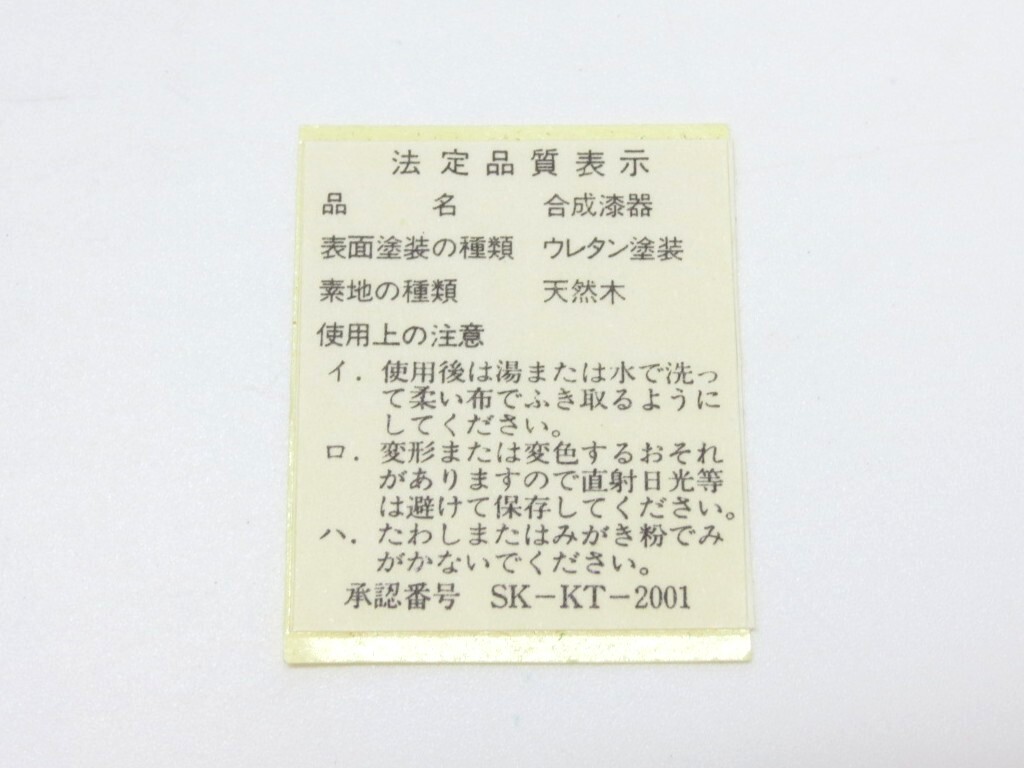 法定品質表示
品名 合成漆器
表面塗装の種類 ウレタン塗装
素地の種類 天然木
使用上の注意
イ．使用後は湯または水で洗っ
て柔い布でふき取るように
してください。
ロ．変形または変色するおそれ
がありますので直射日光等
は避けて保存してください。
ハ．たわしまたはみがき粉でみ
がかないでください。
承認番号 SK－KT－2001